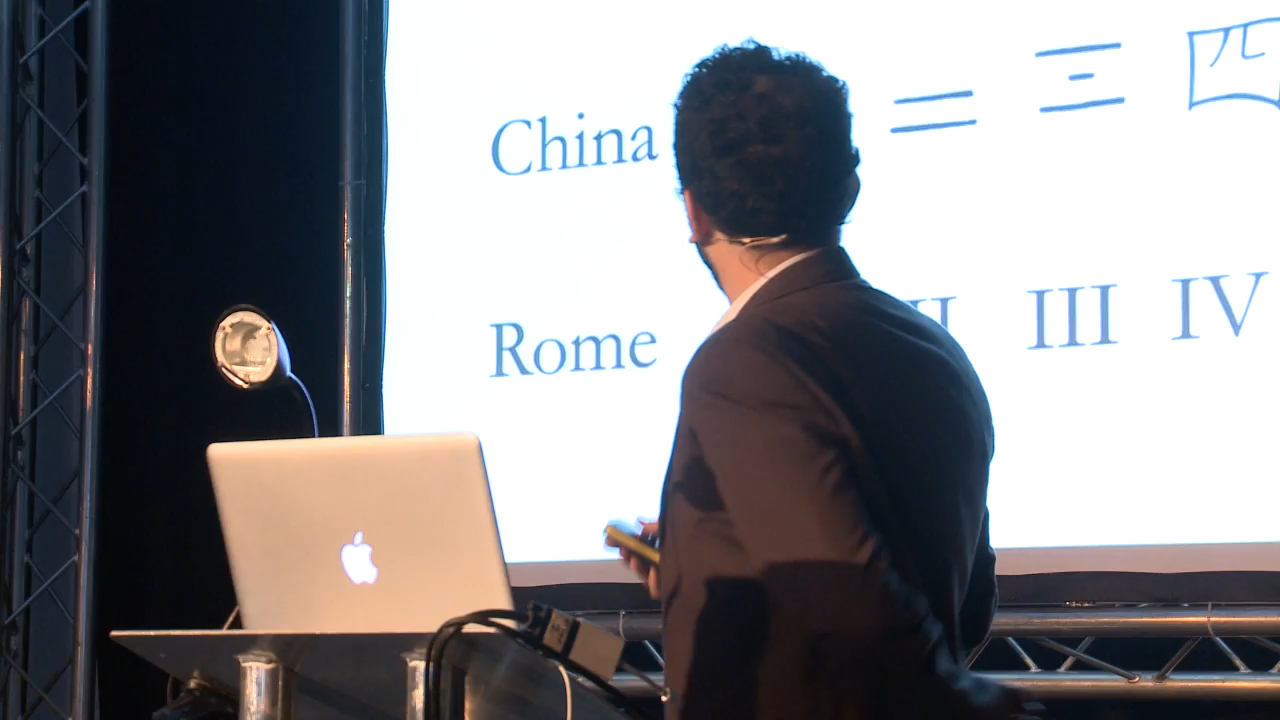 China 二 三 四
Rome II III IV